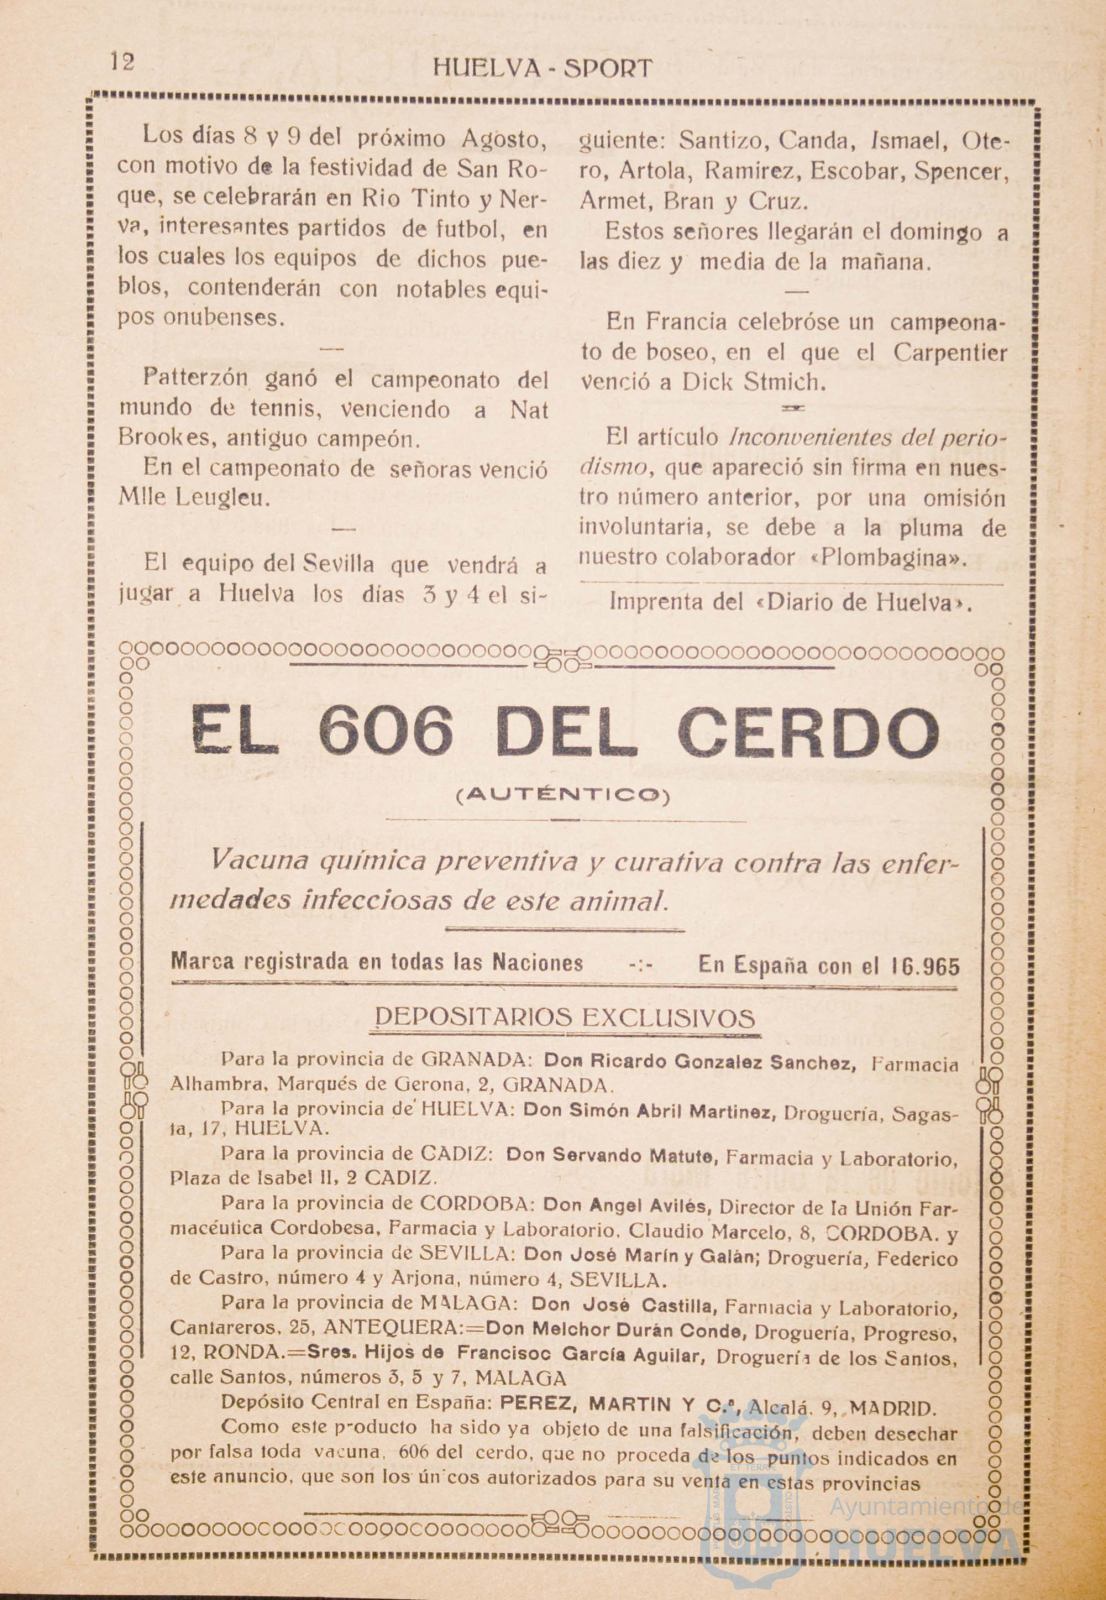 12
HUELVA - SPORT
Los días 8 y 9 del próximo Agosto,
con motivo de la festividad de San Ro-
que, se celebrarán en Rio Tinto y Ner-
va, interesantes partidos de futbol, en
los cuales los equipos de dichos pue-
blos, contenderán con notables equi-
pos onubenses.
Patterzón ganó el campeonato del
mundo de tennis, venciendo a Nat
Brookes, antiguo campeón.
En el campeonato de señoras venció
Mlle Leugleu.
El equipo del Sevilla que vendrá a
jugar a Huelva los días 3 y 4 el si-
guiente: Santizo, Canda, Ismael, Ote-
ro, Artola, Ramirez, Escobar, Spencer,
Armet, Bran y Cruz.
Estos señores llegarán el domingo a
las diez y media de la mañana.
En Francia celebróse un campeona-
to de boseo, en el que el Carpentier
venció a Dick Stmich.
El artículo Inconvenientes del perio-
dismo, que apareció sin firma en nues-
tro número anterior, por una omisión
involuntaria, se debe a la pluma de
nuestro colaborador «Plombagina».
Imprenta del «Diario de Huelva».
EL 606 DEL CERDO
(AUTÉNTICO)
Vacuna química preventiva y curativa contra las enfer-
medades infecciosas de este animal.
Marca registrada en todas las Naciones -:- En España con el 16.965
DEPOSITARIOS EXCLUSIVOS
Para la provincia de GRANADA: Don Ricardo Gonzalez Sanchez, Farmacia
Alhambra, Marqués de Gerona, 2, GRANADA.
Para la provincia de HUELVA: Don Simón Abril Martinez, Droguería, Sagas-
ta, 17, HUELVA.
Para la provincia de CADIZ: Don Servando Matute, Farmacia y Laboratorio,
Plaza de Isabel II, 2 CADIZ.
Para la provincia de CORDOBA: Don Angel Avilés, Director de la Unión Far-
macéutica Cordobesa, Farmacia y Laboratorio, Claudio Marcelo, 8, CORDOBA. y
Para la provincia de SEVILLA: Don José Marín y Galán; Droguería, Federico
de Castro, número 4 y Arjona, número 4, SEVILLA.
Para la provincia de MALAGA: Don José Castilla, Farmacia y Laboratorio,
Cantareros, 25, ANTEQUERA:=Don Melchor Durán Conde, Droguería, Progreso,
12, RONDA.=Sres. Hijos de Francisoc García Aguilar, Droguería de los Santos,
calle Santos, números 3, 5 y 7, MALAGA
Depósito Central en España: PEREZ, MARTIN Y C.ª, Alcalá. 9, MADRID.
Como este producto ha sido ya objeto de una falsificación, deben desechar
por falsa toda vacuna, 606 del cerdo, que no proceda de los puntos indicados en
este anuncio, que son los únicos autorizados para su venta en estas provincias
Ayuntamiento de
HUELVA